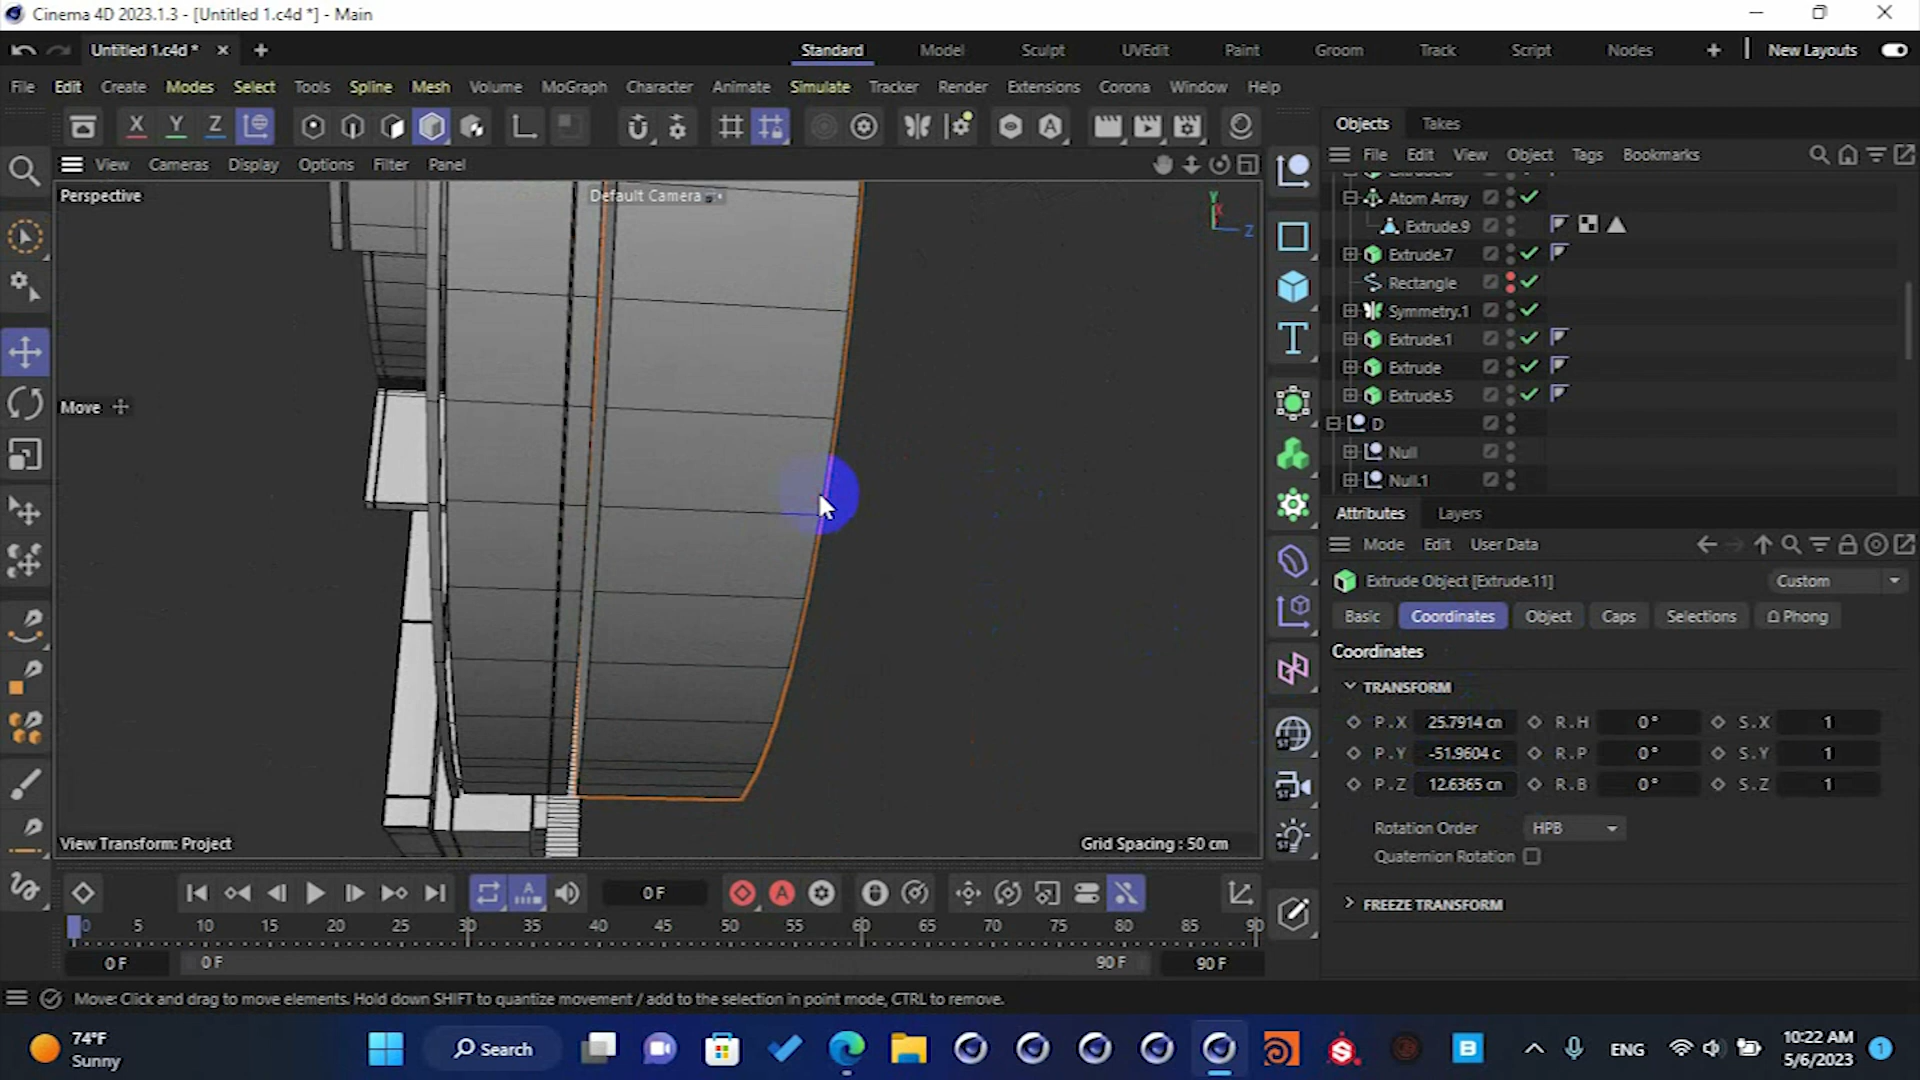 Cinema 4D 2023.1.3 - [Untitled 1.c4d *] - Main
Untitled 1.c4d *
Standard
Model
Sculpt
UVEdit
Paint
Groom
Track
Script
Nodes
New Layouts
File Edit Create Modes Select Tools Spline Mesh Volume MoGraph Character Animate Simulate Tracker Render Extensions Corona Window Help
X Y Z
Objects Takes
View Cameras Display Options Filter Panel
File Edit View Object Tags Bookmarks
Perspective
Default Camera
Y
X
Z
Atom Array
Extrude.9
Extrude.7
Rectangle
Symmetry.1
Extrude.1
Extrude
Extrude.5
D
Null
Null.1
Move
Attributes Layers
Mode Edit User Data
Extrude Object [Extrude.11]
Custom
Basic Coordinates Object Caps Selections Phong
Coordinates
TRANSFORM
P . X 25.7914 cn R . H 0° S . X 1
P . Y -51.9604 c R . P 0° S . Y 1
P . Z 12.6365 cn R . B 0° S . Z 1
Rotation Order HPB
Quaternion Rotation
FREEZE TRANSFORM
View Transform: Project
Grid Spacing : 50 cm
0 F
0 5 10 15 20 25 30 35 40 45 50 55 60 65 70 75 80 85 90
0 F 0 F 90 F 90 F
Move: Click and drag to move elements. Hold down SHIFT to quantize movement / add to the selection in point mode, CTRL to remove.
74°F
Sunny
Search
ENG
10:22 AM
5/6/2023
1